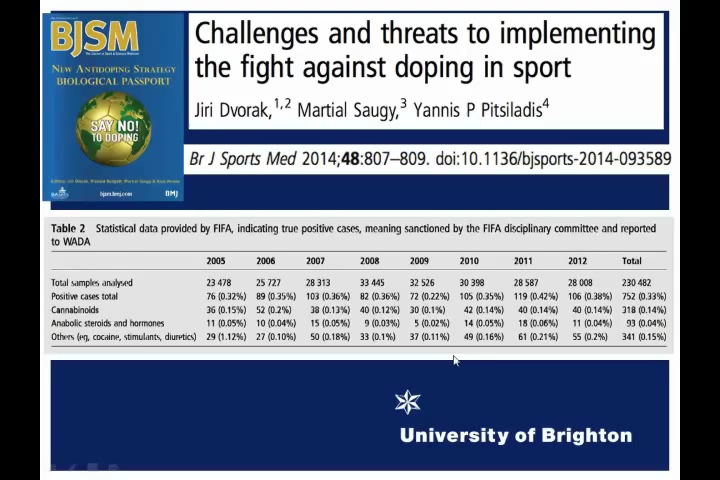 BJSM
NEW ANTIDOPING STRATEGY
BIOLOGICAL PASSPORT
SAY NO!
TO DOPING
bjsm.bmj.com
BMJ
Challenges and threats to implementing
the fight against doping in sport
Jiri Dvorak,1,2 Martial Saugy,3 Yannis P Pitsiladis4
Br J Sports Med 2014;48:807–809. doi:10.1136/bjsports-2014-093589
Table 2 Statistical data provided by FIFA, indicating true positive cases, meaning sanctioned by the FIFA disciplinary committee and reported
to WADA
2005 2006 2007 2008 2009 2010 2011 2012 Total
Total samples analysed 23 478 25 727 28 313 33 445 32 526 30 398 28 587 28 008 230 482
Positive cases total 76 (0.32%) 89 (0.35%) 103 (0.36%) 82 (0.36%) 72 (0.22%) 105 (0.35%) 119 (0.42%) 106 (0.38%) 752 (0.33%)
Cannabinoids 36 (0.15%) 52 (0.2%) 38 (0.13%) 40 (0.12%) 30 (0.1%) 42 (0.14%) 40 (0.14%) 40 (0.14%) 318 (0.14%)
Anabolic steroids and hormones 11 (0.05%) 10 (0.04%) 15 (0.05%) 9 (0.03%) 5 (0.02%) 14 (0.05%) 18 (0.06%) 11 (0.04%) 93 (0.04%)
Others (eg, cocaine, stimulants, diuretics) 29 (1.12%) 27 (0.10%) 50 (0.18%) 33 (0.1%) 37 (0.11%) 49 (0.16%) 61 (0.21%) 55 (0.2%) 341 (0.15%)
University of Brighton